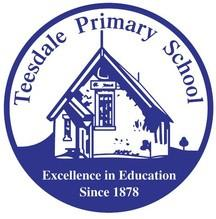 Teesdale Primary School
Excellence in Education
Since 1878